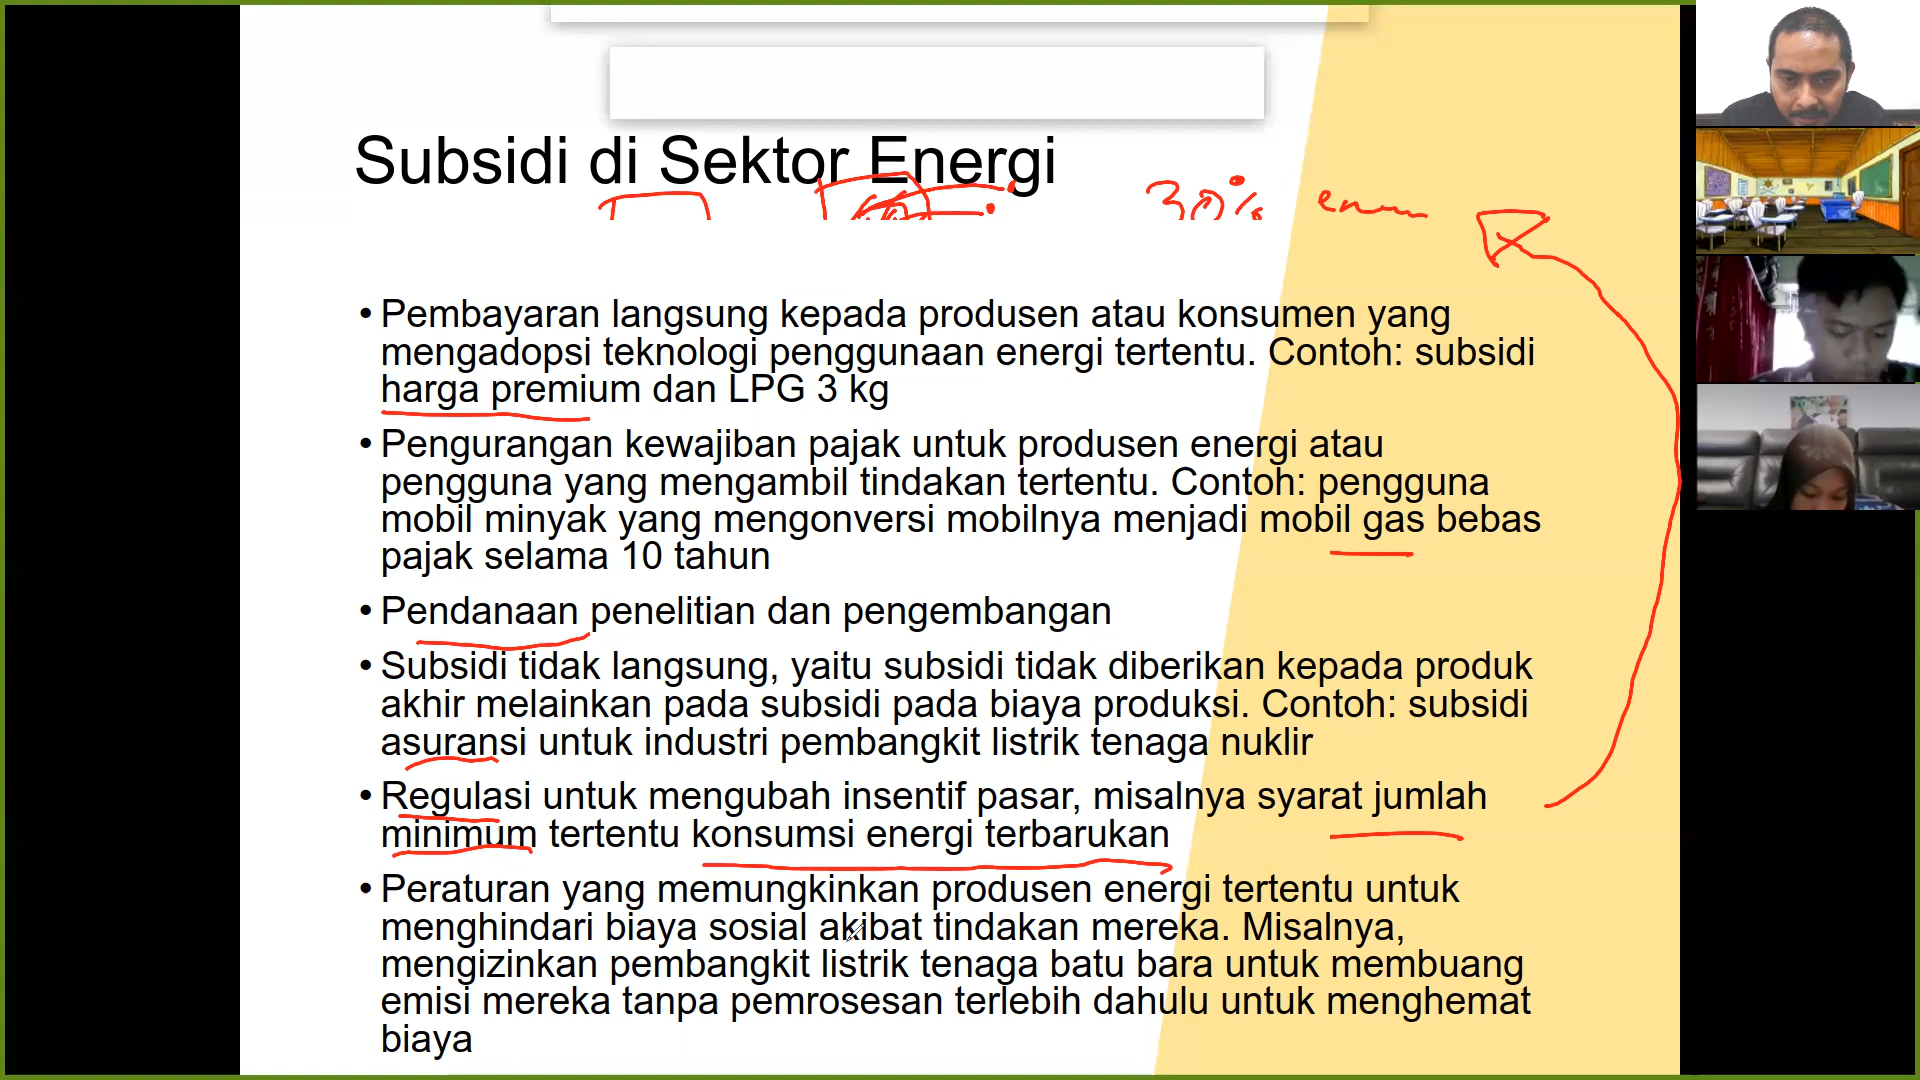 Subsidi di Sektor Energi
30%
• Pembayaran langsung kepada produsen atau konsumen yang
mengadopsi teknologi penggunaan energi tertentu. Contoh: subsidi
harga premium dan LPG 3 kg
• Pengurangan kewajiban pajak untuk produsen energi atau
pengguna yang mengambil tindakan tertentu. Contoh: pengguna
mobil minyak yang mengonversi mobilnya menjadi mobil gas bebas
pajak selama 10 tahun
• Pendanaan penelitian dan pengembangan
• Subsidi tidak langsung, yaitu subsidi tidak diberikan kepada produk
akhir melainkan pada subsidi pada biaya produksi. Contoh: subsidi
asuransi untuk industri pembangkit listrik tenaga nuklir
• Regulasi untuk mengubah insentif pasar, misalnya syarat jumlah
minimum tertentu konsumsi energi terbarukan
• Peraturan yang memungkinkan produsen energi tertentu untuk
menghindari biaya sosial akibat tindakan mereka. Misalnya,
mengizinkan pembangkit listrik tenaga batu bara untuk membuang
emisi mereka tanpa pemrosesan terlebih dahulu untuk menghemat
biaya